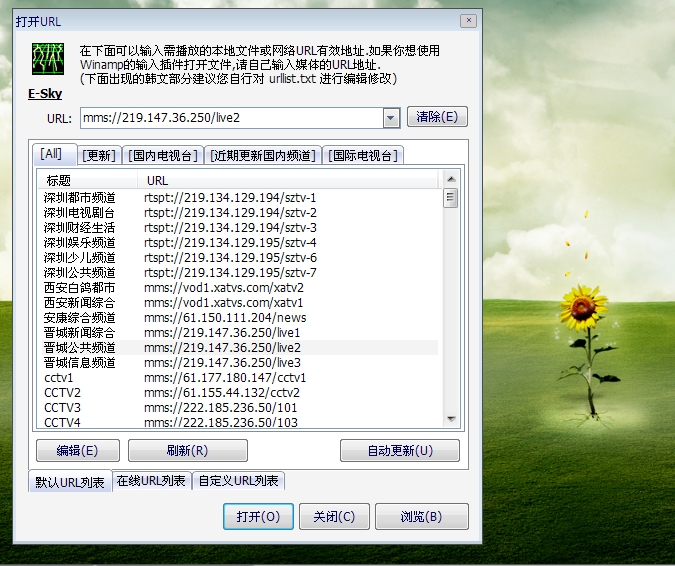 打开URL
在下面可以输入需播放的本地文件或网络URL有效地址.如果你想使用
Winamp的输入插件打开文件,请自己输入媒体的URL地址.
(下面出现的韩文部分建议您自行对 urllist.txt 进行编辑修改)
E-Sky
URL: mms://219.147.36.250/live2 清除(E)
[All] [更新] [国内电视台] [近期更新国内频道] [国际电视台]
标题 URL
深圳都市频道 rtspt://219.134.129.194/sztv-1
深圳电视剧台 rtspt://219.134.129.194/sztv-2
深圳财经生活 rtspt://219.134.129.194/sztv-3
深圳娱乐频道 rtspt://219.134.129.195/sztv-4
深圳少儿频道 rtspt://219.134.129.195/sztv-6
深圳公共频道 rtspt://219.134.129.195/sztv-7
西安白鸽都市 mms://vod1.xatvs.com/xatv2
西安新闻综合 mms://vod1.xatvs.com/xatv1
安康综合频道 mms://61.150.111.204/news
晋城新闻综合 mms://219.147.36.250/live1
晋城公共频道 mms://219.147.36.250/live2
晋城信息频道 mms://219.147.36.250/live3
cctv1 mms://61.177.180.147/cctv1
CCTV2 mms://61.155.44.132/cctv2
CCTV3 mms://222.185.236.50/101
CCTV4 mms://222.185.236.50/103
编辑(E) 刷新(R) 自动更新(U)
默认URL列表 在线URL列表 自定义URL列表
打开(O) 关闭(C) 浏览(B)